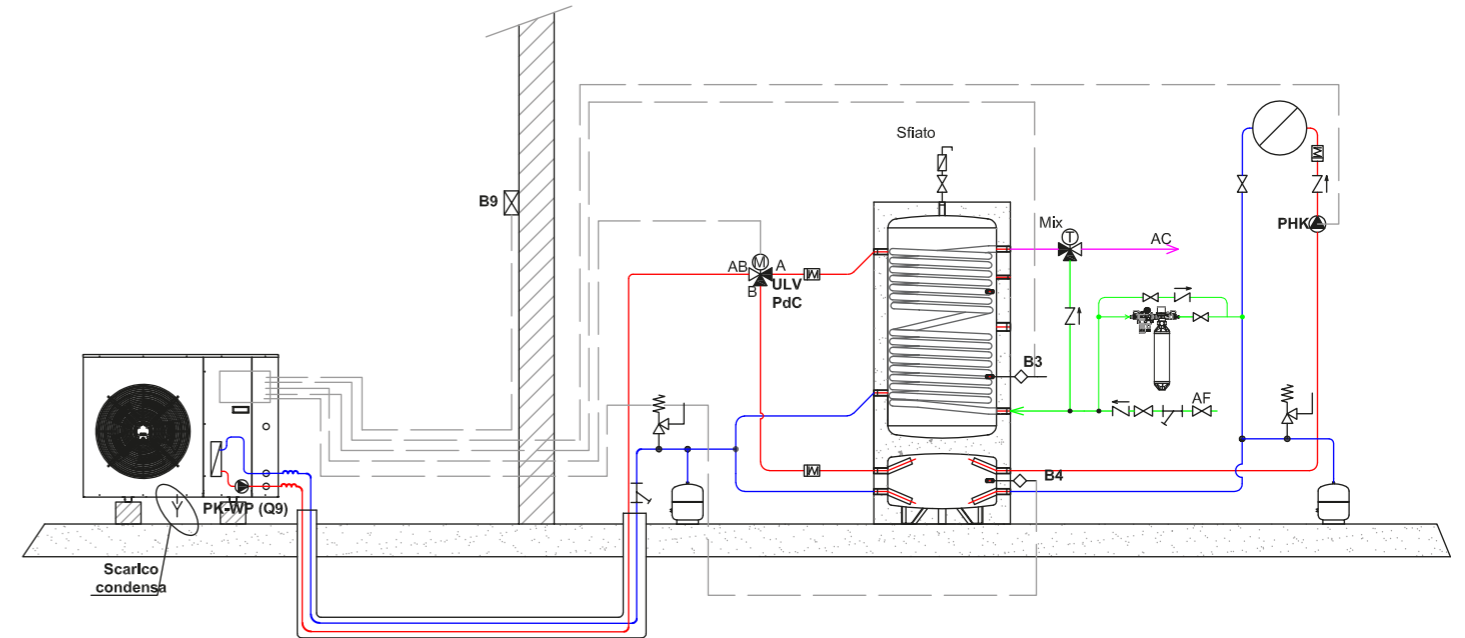 Sfiato
B9
Mix
T
AC
PHK
M
AB
A
B
ULV
PdC
B3
AF
B4
PK-WP (Q9)
Scarico
condensa